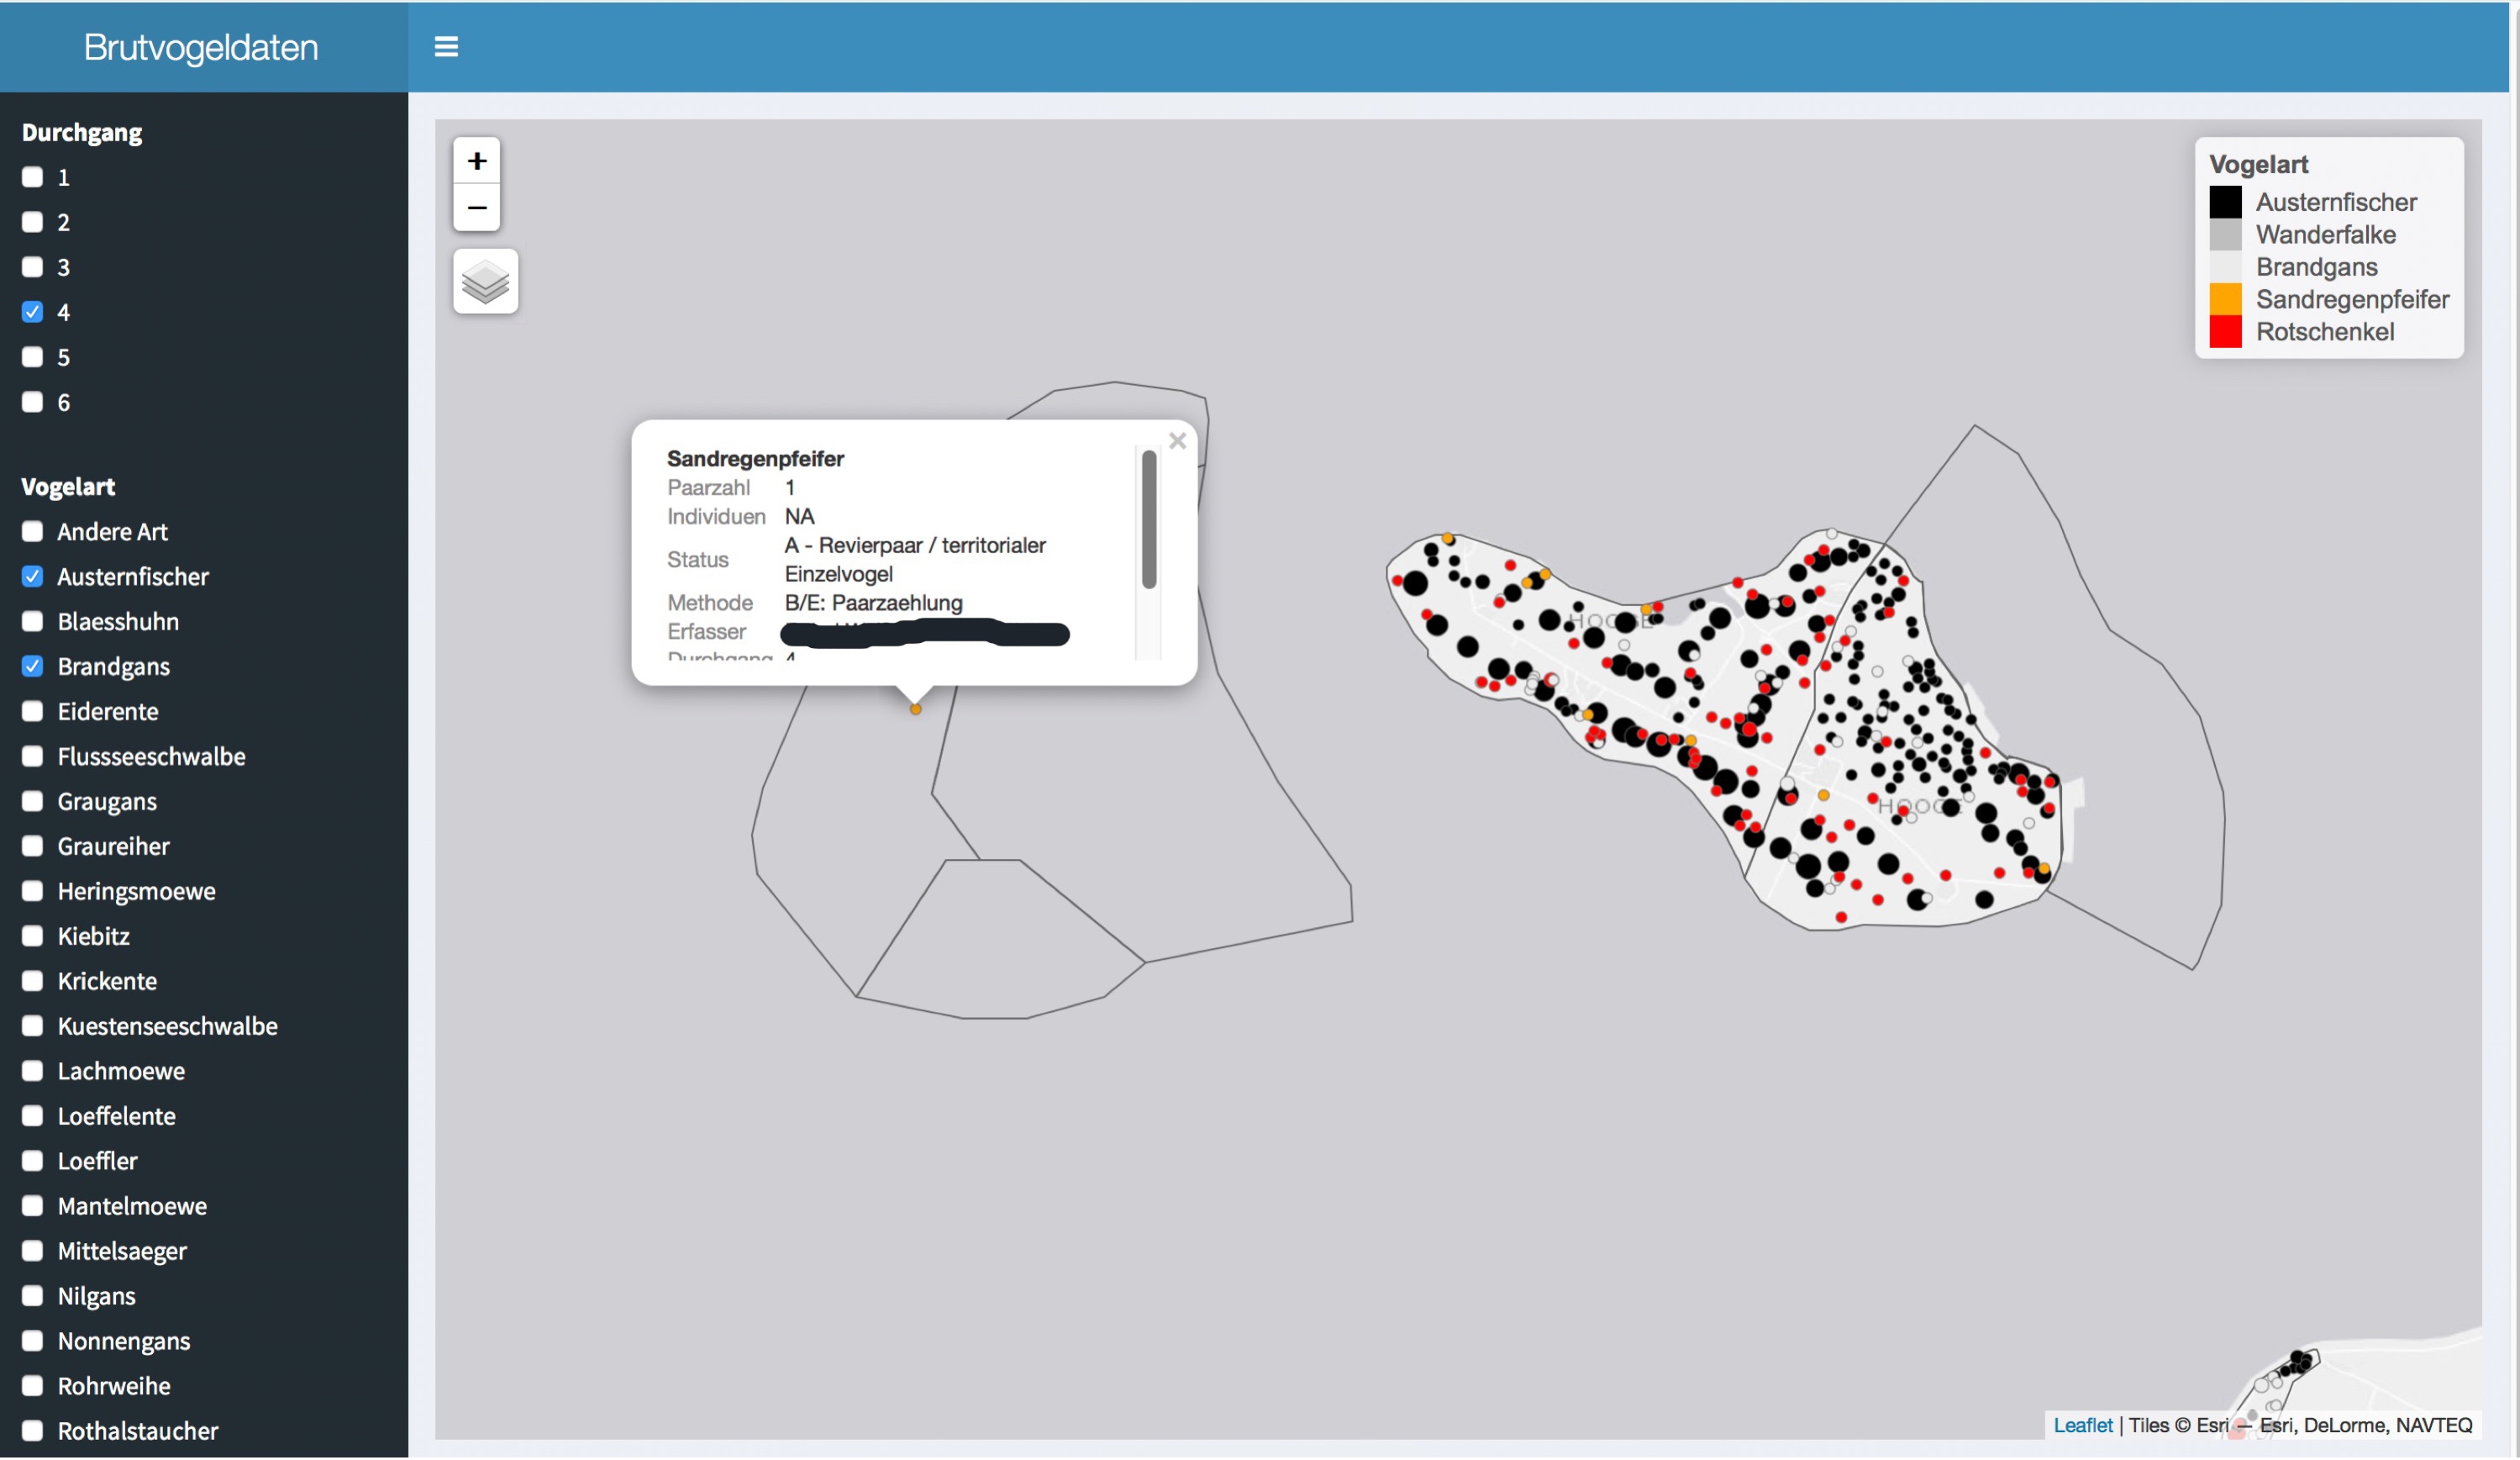 Brutvogeldaten
Durchgang
1
2
3
4
5
6
Vogelart
Andere Art
Austernfischer
Blaesshuhn
Brandgans
Eiderente
Flussseeschwalbe
Graugans
Graureiher
Heringsmoewe
Kiebitz
Krickente
Kuestenseeschwalbe
Lachmoewe
Loeffelente
Loeffler
Mantelmoewe
Mittelsaeger
Nilgans
Nonnengans
Rohrweihe
Rothalstaucher
+
−
Sandregenpfeifer
×
Paarzahl 1
Individuen NA
Status A - Revierpaar / territorialer
Einzelvogel
Methode B/E: Paarzaehlung
Erfasser
Durchgang 4
Vogelart
Austernfischer
Wanderfalke
Brandgans
Sandregenpfeifer
Rotschenkel
HOOGE
HOOGE
Leaflet | Tiles © Esri — Esri, DeLorme, NAVTEQ